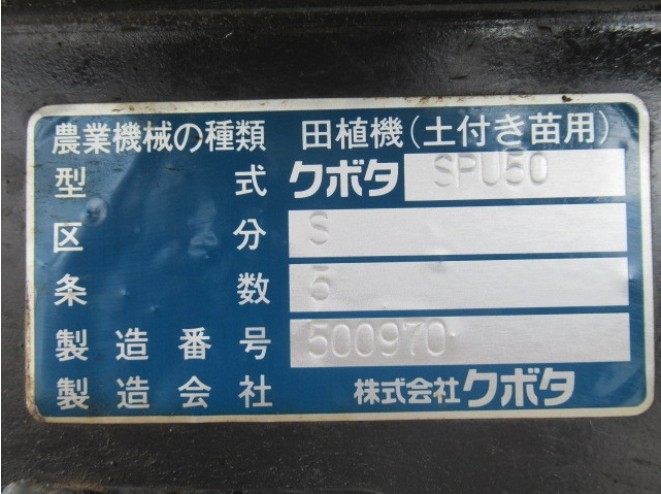 農業機械の種類 田植機(土付き苗用)
型式 クボタ SPU50
区分 S
条数 5
製造番号 500970
製造会社 株式会社クボタ